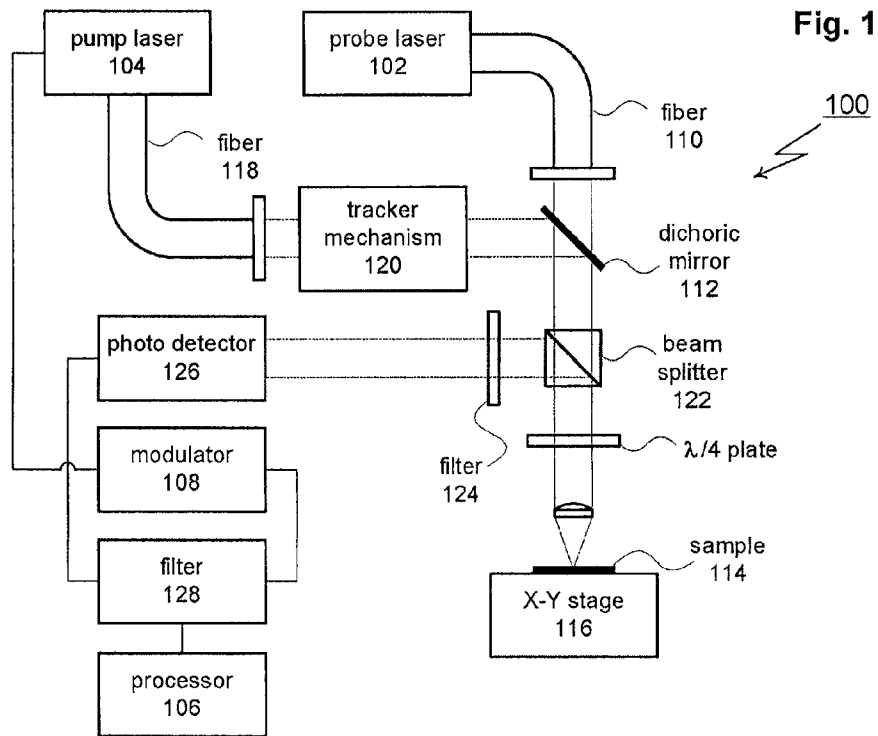 Fig. 1
pump laser
104
probe laser
102
100
fiber
110
fiber
118
tracker
mechanism
120
dichoric
mirror
112
photo detector
126
beam
splitter
122
filter
124
λ/4 plate
modulator
108
sample
114
filter
128
X-Y stage
116
processor
106